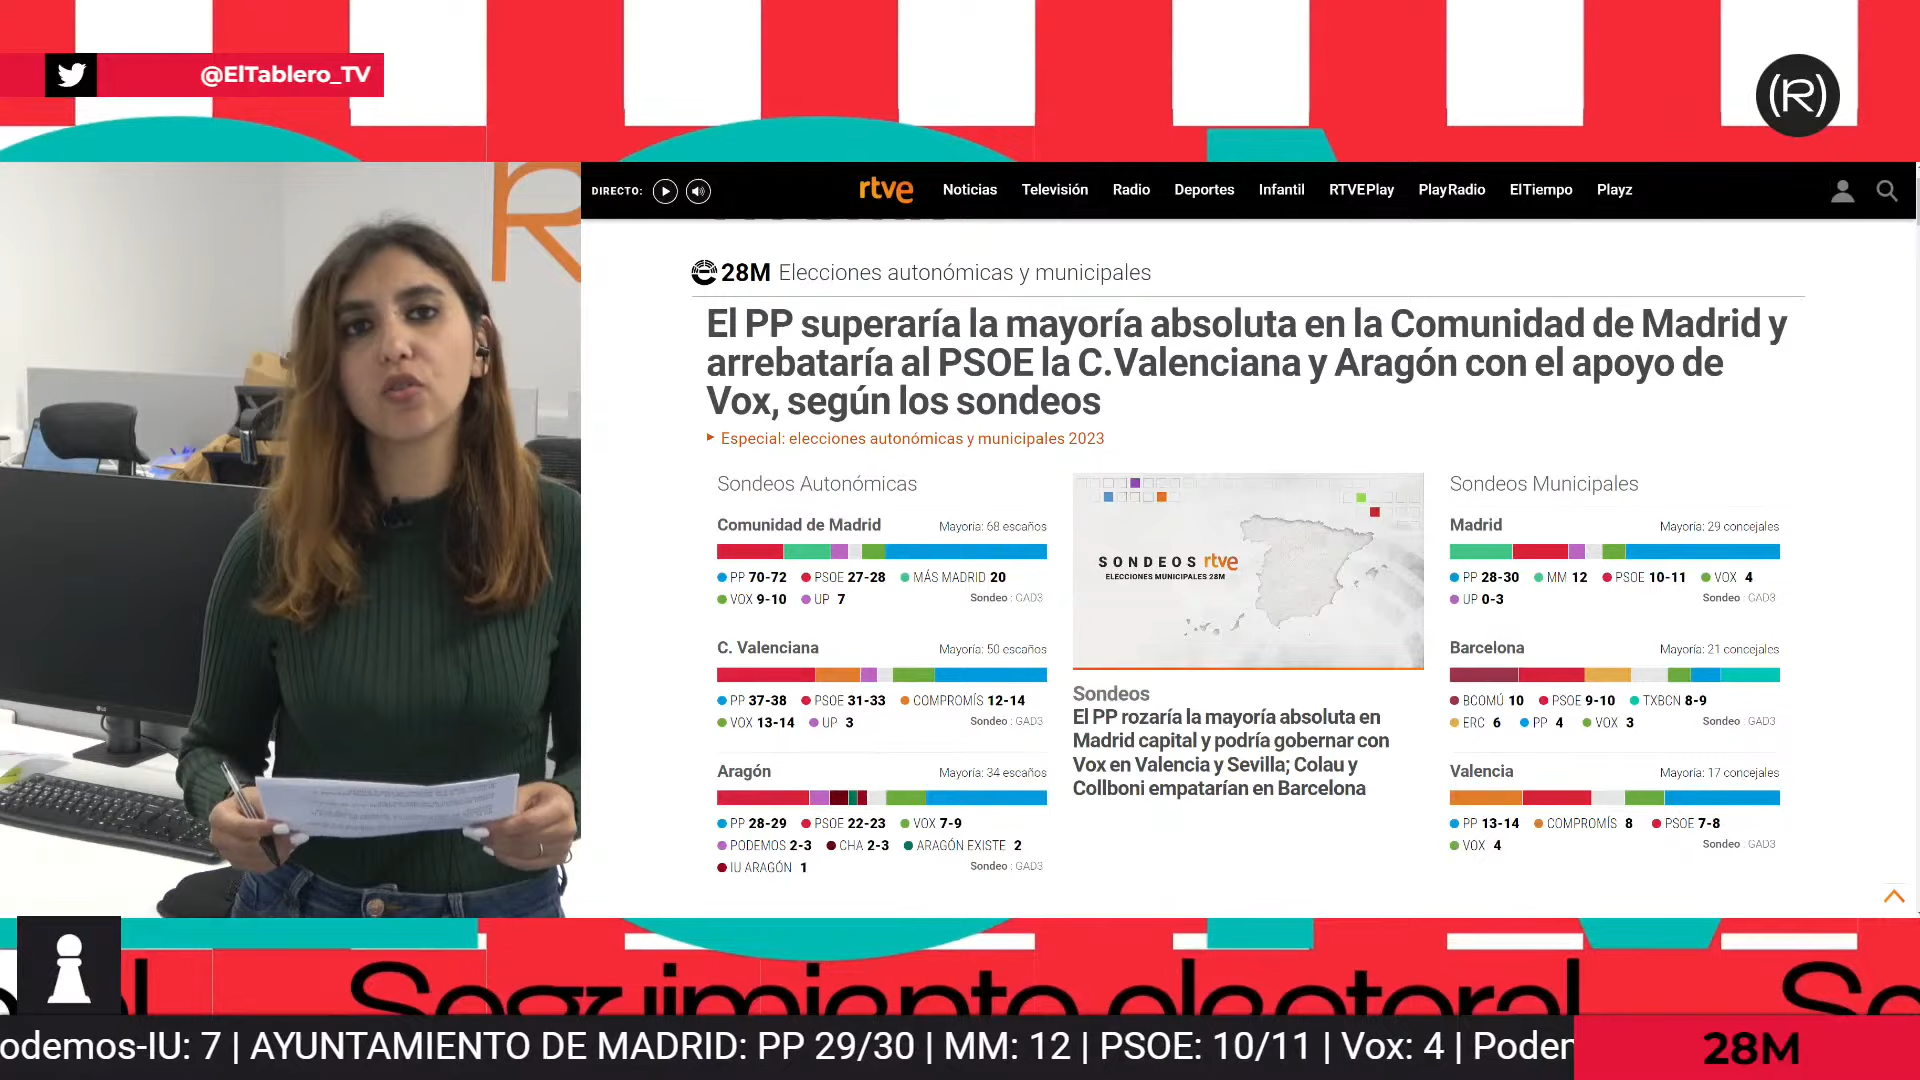 @ElTablero_TV
(R)
DIRECTO:
rtve
Noticias Televisión Radio Deportes Infantil RTVEPlay PlayRadio ElTiempo Playz
28M Elecciones autonómicas y municipales
El PP superaría la mayoría absoluta en la Comunidad de Madrid y
arrebataría al PSOE la C.Valenciana y Aragón con el apoyo de
Vox, según los sondeos
Especial: elecciones autonómicas y municipales 2023
Sondeos Autonómicas
Comunidad de Madrid Mayoría: 68 escaños
PP 70-72 PSOE 27-28 MÁS MADRID 20
VOX 9-10 UP 7 Sondeo: GAD3
C. Valenciana Mayoría: 50 escaños
PP 37-38 PSOE 31-33 COMPROMÍS 12-14
VOX 13-14 UP 3 Sondeo: GAD3
Aragón Mayoría: 34 escaños
PP 28-29 PSOE 22-23 VOX 7-9
PODEMOS 2-3 CHA 2-3 ARAGÓN EXISTE 2
IU ARAGÓN 1 Sondeo: GAD3
SONDEOS rtve
ELECCIONES MUNICIPALES 28M
Sondeos
El PP rozaría la mayoría absoluta en
Madrid capital y podría gobernar con
Vox en Valencia y Sevilla; Colau y
Collboni empatarían en Barcelona
Sondeos Municipales
Madrid Mayoría: 29 concejales
PP 28-30 MM 12 PSOE 10-11 VOX 4
UP 0-3 Sondeo: GAD3
Barcelona Mayoría: 21 concejales
BCOMÚ 10 PSOE 9-10 TXBCN 8-9
ERC 6 PP 4 VOX 3 Sondeo: GAD3
Valencia Mayoría: 17 concejales
PP 13-14 COMPROMÍS 8 PSOE 7-8
VOX 4 Sondeo: GAD3
Seguimiento electoral
odemos-IU: 7 | AYUNTAMIENTO DE MADRID: PP 29/30 | MM: 12 | PSOE: 10/11 | Vox: 4 | Poden
28M